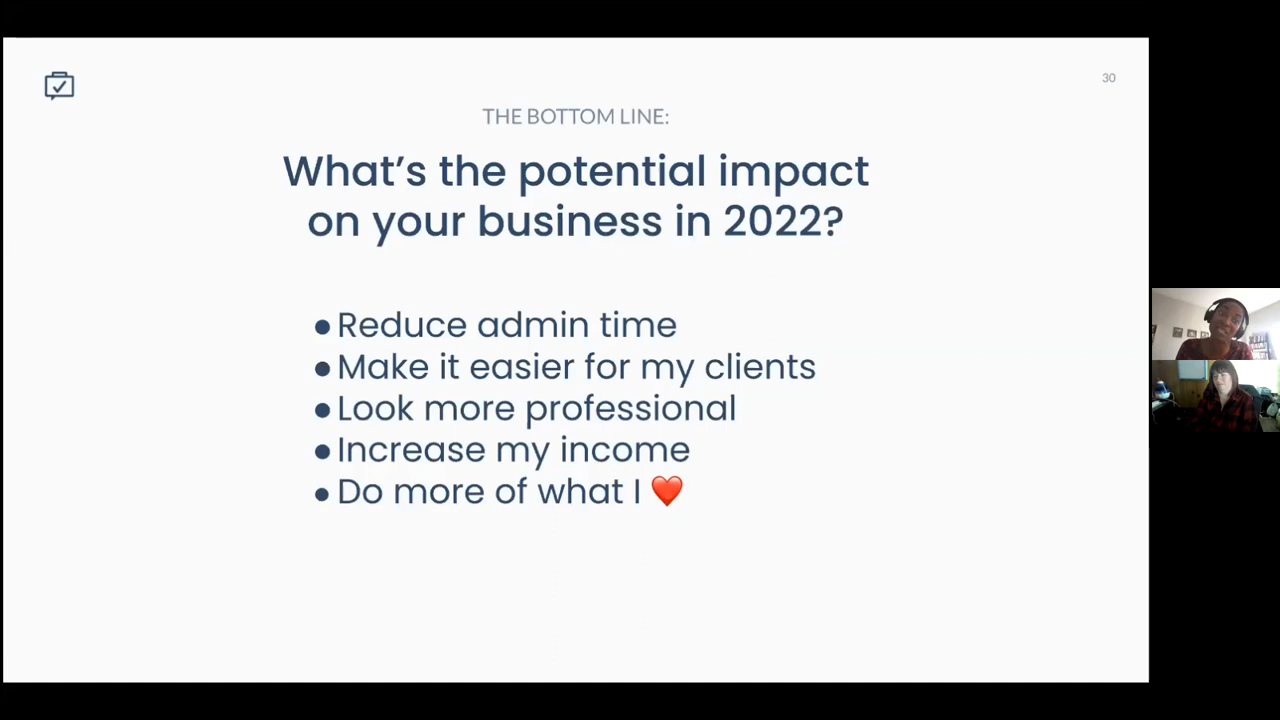 30
THE BOTTOM LINE:
What’s the potential impact
on your business in 2022?
●Reduce admin time
●Make it easier for my clients
●Look more professional
●Increase my income
●Do more of what I ❤️